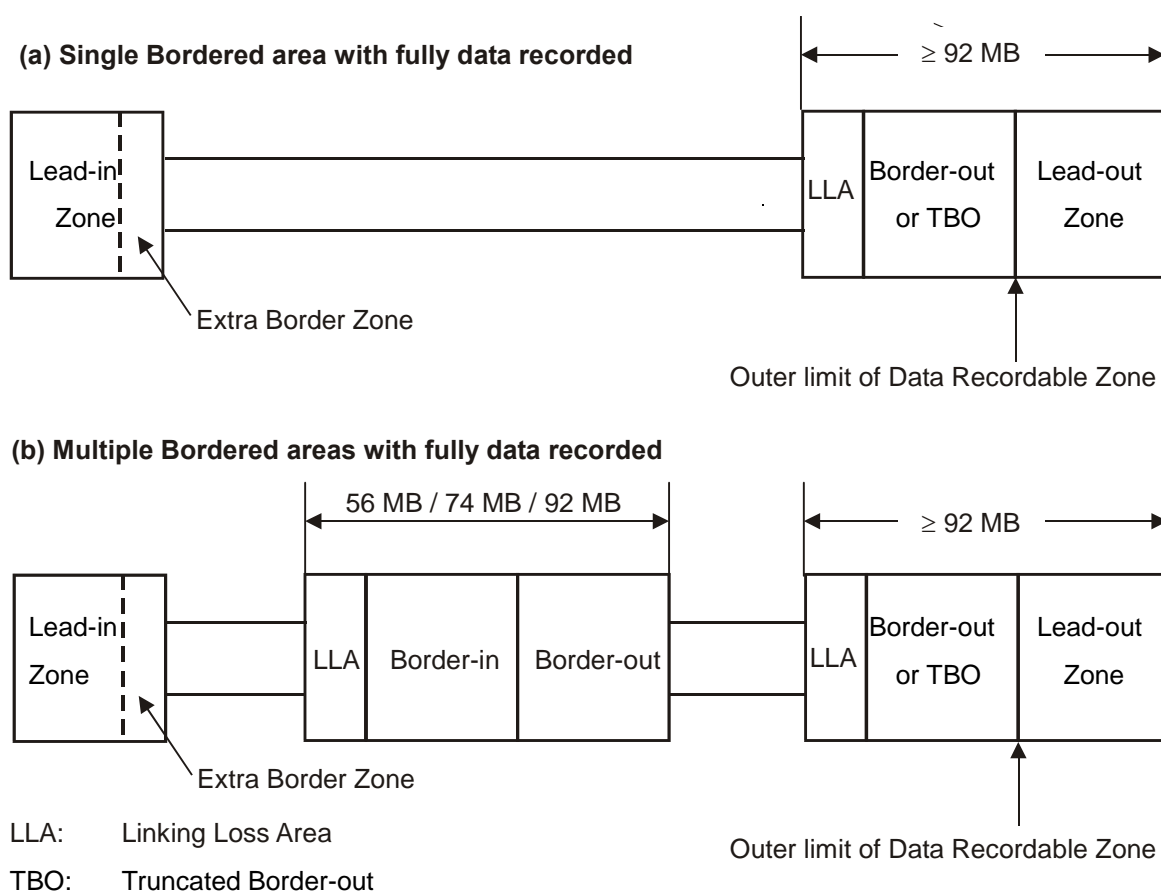 (a) Single Bordered area with fully data recorded
≥ 92 MB
Lead-in
Zone
LLA
Border-out
or TBO
Lead-out
Zone
Extra Border Zone
Outer limit of Data Recordable Zone
(b) Multiple Bordered areas with fully data recorded
56 MB / 74 MB / 92 MB
≥ 92 MB
Lead-in
Zone
LLA
Border-in
Border-out
LLA
Border-out
or TBO
Lead-out
Zone
Extra Border Zone
LLA: Linking Loss Area
Outer limit of Data Recordable Zone
TBO: Truncated Border-out